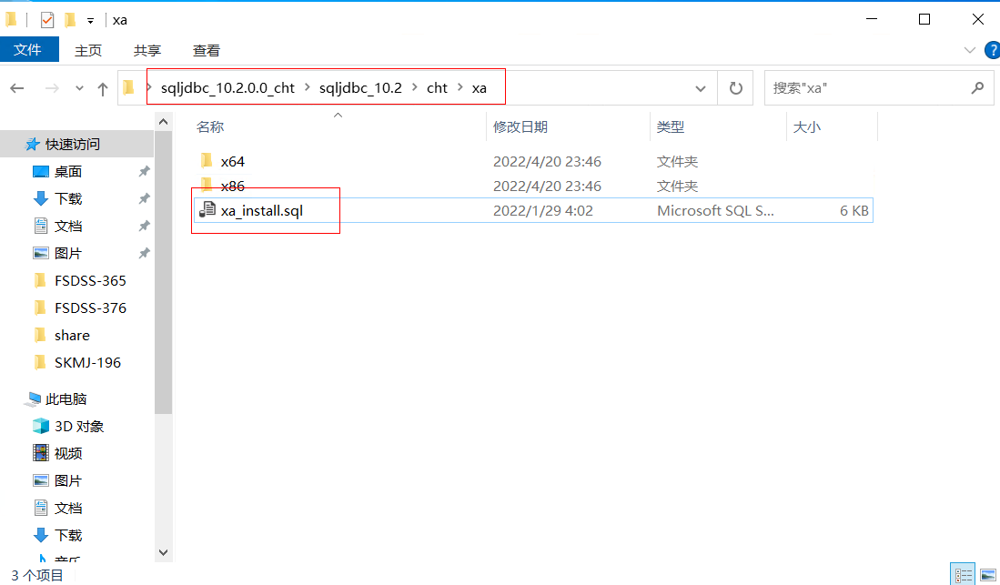 xa
文件 主页 共享 查看
sqljdbc_10.2.0.0_cht > sqljdbc_10.2 > cht > xa 搜索"xa"
名称 修改日期 类型 大小
快速访问
x64 2022/4/20 23:46 文件夹
桌面
x86 2022/4/20 23:46 文件夹
下载
xa_install.sql 2022/1/29 4:02 Microsoft SQL S... 6 KB
文档
图片
FSDSS-365
FSDSS-376
share
SKMJ-196
此电脑
3D 对象
视频
图片
文档
下载
音乐
3 个项目